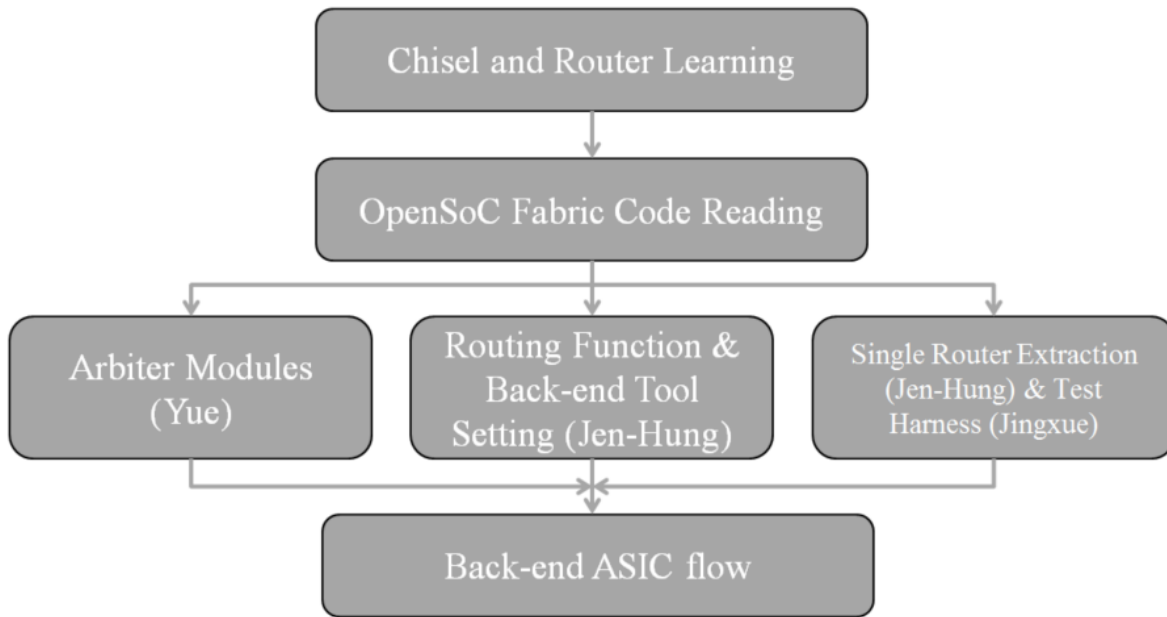 Chisel and Router Learning
OpenSoC Fabric Code Reading
Arbiter Modules
(Yue)
Routing Function &
Back-end Tool
Setting (Jen-Hung)
Single Router Extraction
(Jen-Hung) & Test
Harness (Jingxue)
Back-end ASIC flow